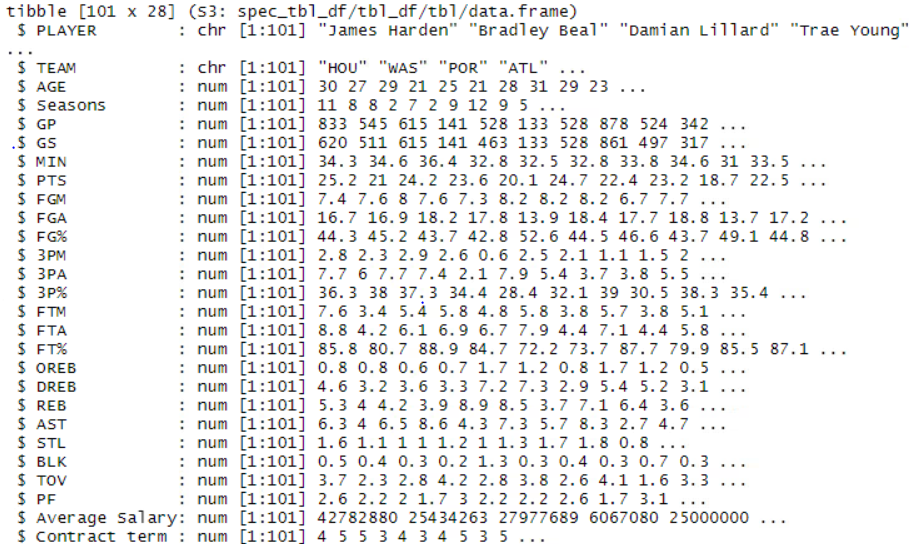 tibble [101 x 28] (S3: spec_tbl_df/tbl_df/tbl/data.frame)
$ PLAYER : chr [1:101] "James Harden" "Bradley Beal" "Damian Lillard" "Trae Young"
...
$ TEAM : chr [1:101] "HOU" "WAS" "POR" "ATL" ...
$ AGE : num [1:101] 30 27 29 21 25 21 28 31 29 23 ...
$ Seasons : num [1:101] 11 8 8 2 7 2 9 12 9 5 ...
$ GP : num [1:101] 833 545 615 141 528 133 528 878 524 342 ...
.$ GS : num [1:101] 620 511 615 141 463 133 528 861 497 317 ...
$ MIN : num [1:101] 34.3 34.6 36.4 32.8 32.5 32.8 33.8 34.6 31 33.5 ...
$ PTS : num [1:101] 25.2 21 24.2 23.6 20.1 24.7 22.4 23.2 18.7 22.5 ...
$ FGM : num [1:101] 7.4 7.6 8 7.6 7.3 8.2 8.2 8.2 6.7 7.7 ...
$ FGA : num [1:101] 16.7 16.9 18.2 17.8 13.9 18.4 17.7 18.8 13.7 17.2 ...
$ FG% : num [1:101] 44.3 45.2 43.7 42.8 52.6 44.5 46.6 43.7 49.1 44.8 ...
$ 3PM : num [1:101] 2.8 2.3 2.9 2.6 0.6 2.5 2.1 1.1 1.5 2 ...
$ 3PA : num [1:101] 7.7 6 7.7 7.4 2.1 7.9 5.4 3.7 3.8 5.5 ...
$ 3P% : num [1:101] 36.3 38 37.3 34.4 28.4 32.1 39 30.5 38.3 35.4 ...
$ FTM : num [1:101] 7.6 3.4 5.4 5.8 4.8 5.8 3.8 5.7 3.8 5.1 ...
$ FTA : num [1:101] 8.8 4.2 6.1 6.9 6.7 7.9 4.4 7.1 4.4 5.8 ...
$ FT% : num [1:101] 85.8 80.7 88.9 84.7 72.2 73.7 87.7 79.9 85.5 87.1 ...
$ OREB : num [1:101] 0.8 0.8 0.6 0.7 1.7 1.2 0.8 1.7 1.2 0.5 ...
$ DREB : num [1:101] 4.6 3.2 3.6 3.3 7.2 7.3 2.9 5.4 5.2 3.1 ...
$ REB : num [1:101] 5.3 4 4.2 3.9 8.9 8.5 3.7 7.1 6.4 3.6 ...
$ AST : num [1:101] 6.3 4 6.5 8.6 4.3 7.3 5.7 8.3 2.7 4.7 ...
$ STL : num [1:101] 1.6 1.1 1 1 1.2 1 1.3 1.7 1.8 0.8 ...
$ BLK : num [1:101] 0.5 0.4 0.3 0.2 1.3 0.3 0.4 0.3 0.7 0.3 ...
$ TOV : num [1:101] 3.7 2.3 2.8 4.2 2.8 3.8 2.6 4.1 1.6 3.3 ...
$ PF : num [1:101] 2.6 2.2 2 1.7 3 2.2 2.2 2.6 1.7 3.1 ...
$ Average Salary: num [1:101] 42782880 25434263 27977689 6067080 25000000 ...
$ Contract term : num [1:101] 4 5 5 3 4 3 4 5 3 5 ...